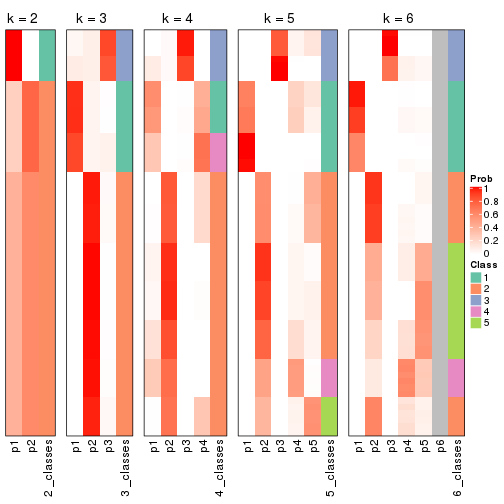 k = 2
k = 3
k = 4
k = 5
k = 6
Prob
1
0.8
0.6
0.4
0.2
0
Class
1
2
3
4
5
p1
p2
2_classes
p1
p2
p3
3_classes
p1
p2
p3
p4
4_classes
p1
p2
p3
p4
p5
5_classes
p1
p2
p3
p4
p5
p6
6_classes